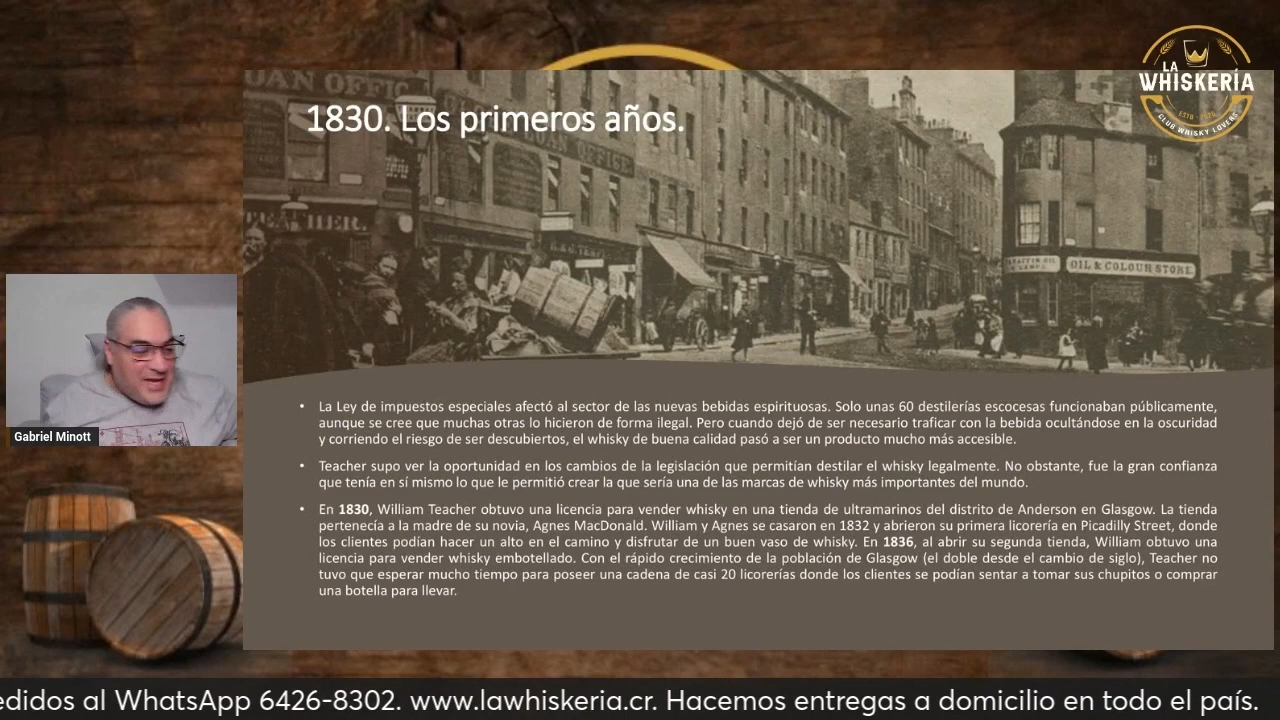 LA
WHISKERÍA
CLUB WHISKY LOVERS
1830. Los primeros años.
OAN OFFIC
LOAN OFFICE
OIL & COLOUR STORE
• La Ley de impuestos especiales afectó al sector de las nuevas bebidas espirituosas. Solo unas 60 destilerías escocesas funcionaban públicamente,
aunque se cree que muchas otras lo hicieron de forma ilegal. Pero cuando dejó de ser necesario traficar con la bebida ocultándose en la oscuridad
y corriendo el riesgo de ser descubiertos, el whisky de buena calidad pasó a ser un producto mucho más accesible.
• Teacher supo ver la oportunidad en los cambios de la legislación que permitían destilar el whisky legalmente. No obstante, fue la gran confianza
que tenía en sí mismo lo que le permitió crear la que sería una de las marcas de whisky más importantes del mundo.
• En 1830, William Teacher obtuvo una licencia para vender whisky en una tienda de ultramarinos del distrito de Anderson en Glasgow. La tienda
pertenecía a la madre de su novia, Agnes MacDonald. William y Agnes se casaron en 1832 y abrieron su primera licorería en Picadilly Street, donde
los clientes podían hacer un alto en el camino y disfrutar de un buen vaso de whisky. En 1836, al abrir su segunda tienda, William obtuvo una
licencia para vender whisky embotellado. Con el rápido crecimiento de la población de Glasgow (el doble desde el cambio de siglo), Teacher no
tuvo que esperar mucho tiempo para poseer una cadena de casi 20 licorerías donde los clientes se podían sentar a tomar sus chupitos o comprar
una botella para llevar.
Gabriel Minott
edidos al WhatsApp 6426-8302. www.lawhiskeria.cr. Hacemos entregas a domicilio en todo el país.